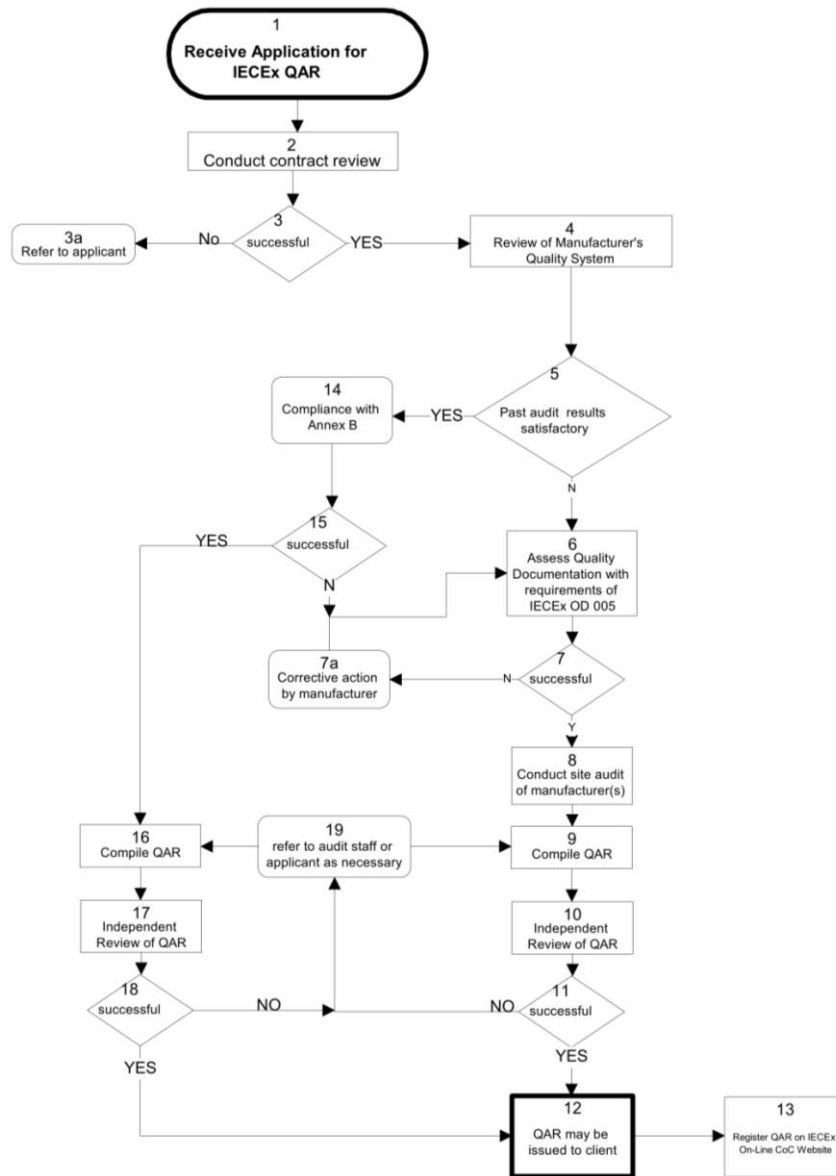 1
Receive Application for
IECEx QAR
2
Conduct contract review
3
successful
No
YES
3a
Refer to applicant
4
Review of Manufacturer's
Quality System
5
Past audit results
satisfactory
YES
N
14
Compliance with
Annex B
15
successful
YES
N
6
Assess Quality
Documentation with
requirements of
IECEx OD 005
7
successful
N
Y
7a
Corrective action
by manufacturer
8
Conduct site audit
of manufacturer(s)
16
Compile QAR
19
refer to audit staff or
applicant as necessary
9
Compile QAR
17
Independent
Review of QAR
10
Independent
Review of QAR
18
successful
NO
YES
NO
11
successful
YES
12
QAR may be
issued to client
13
Register QAR on IECEx
On-Line CoC Website